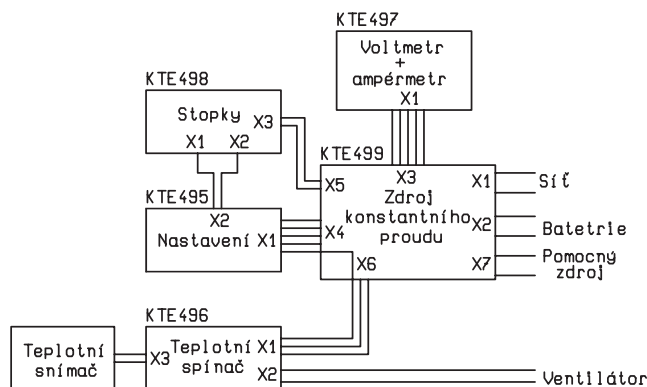 KTE497
Voltmetr
+
ampérmetr
X1
KTE498
Stopky
X3
X1 X2
KTE499
X3
X1
X5
Zdroj
konstantního
proudu
X4
X2
X6
X7
Síť
Batetrie
Pomocný
zdroj
KTE495
X2
Nastavení X1
KTE496
Teplotní X1
spínač
X3
X2
Teplotní
snímač
Ventilátor